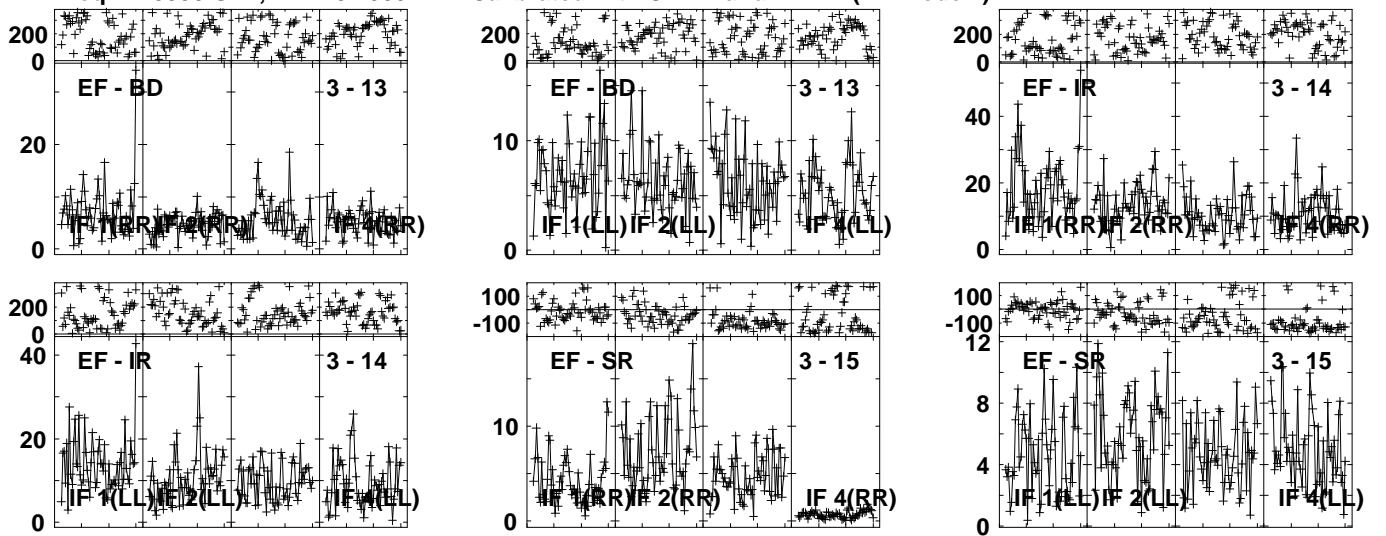 200 200 200
0 0 0
EF - BD 3 - 13 EF - BD 3 - 13 EF - IR 3 - 14
20 10 40
20
IF 1(RR) IF 2(RR) IF 4(RR) IF 1(LL) IF 2(LL) IF 4(LL) IF 1(RR) IF 2(RR) IF 4(RR)
0 0 0
200 100 100
0 -100 -100
40 EF - IR 3 - 14 EF - SR 3 - 15 12 EF - SR 3 - 15
20 10 8
4
IF 1(LL) IF 2(LL) IF 4(LL) IF 1(RR) IF 2(RR) IF 4(RR) IF 1(LL) IF 2(LL) IF 4(LL)
0 0 0